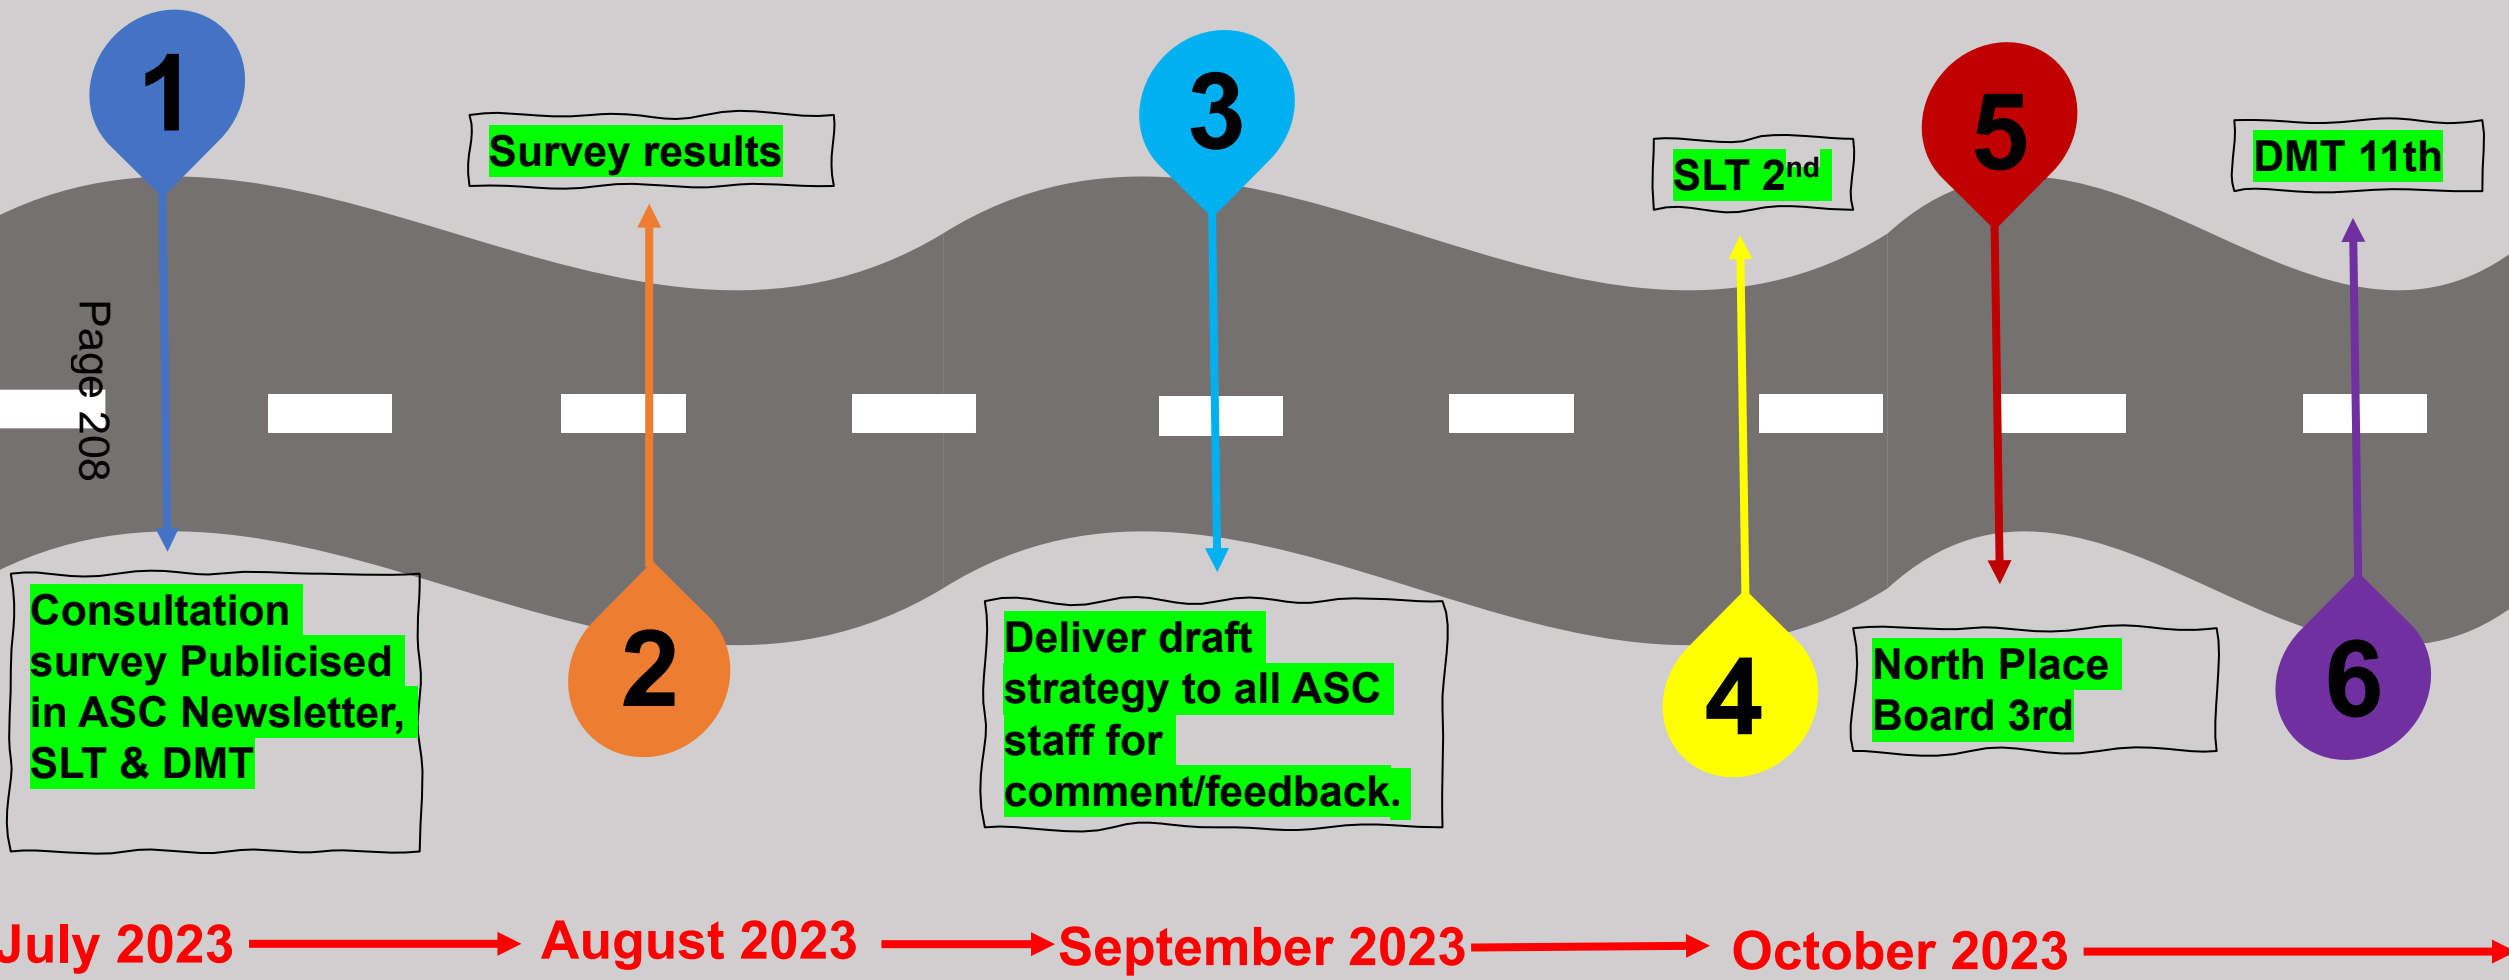 1
Consultation
survey Publicised
in ASC Newsletter,
SLT & DMT
Page 208
Survey results
2
3
Deliver draft
strategy to all ASC
staff for
comment/feedback.
SLT 2nd
4
5
North Place
Board 3rd
DMT 11th
6
July 2023
August 2023
September 2023
October 2023